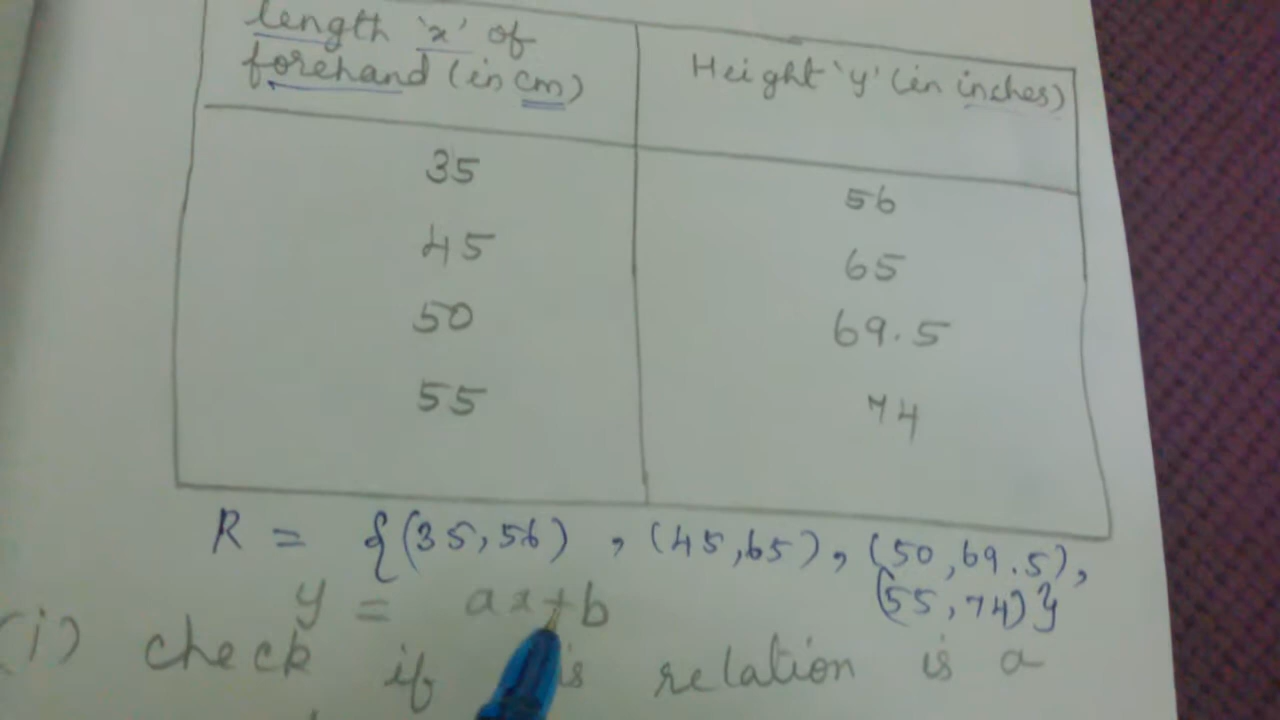 length 'x' of
forehand (in cm)
Height 'y' (in inches)
35
56
45
65
50
69.5
55
74
R = {(35,56), (45,65), (50,69.5),
(55,74)}
y = ax+b
(i) check if is relation is a